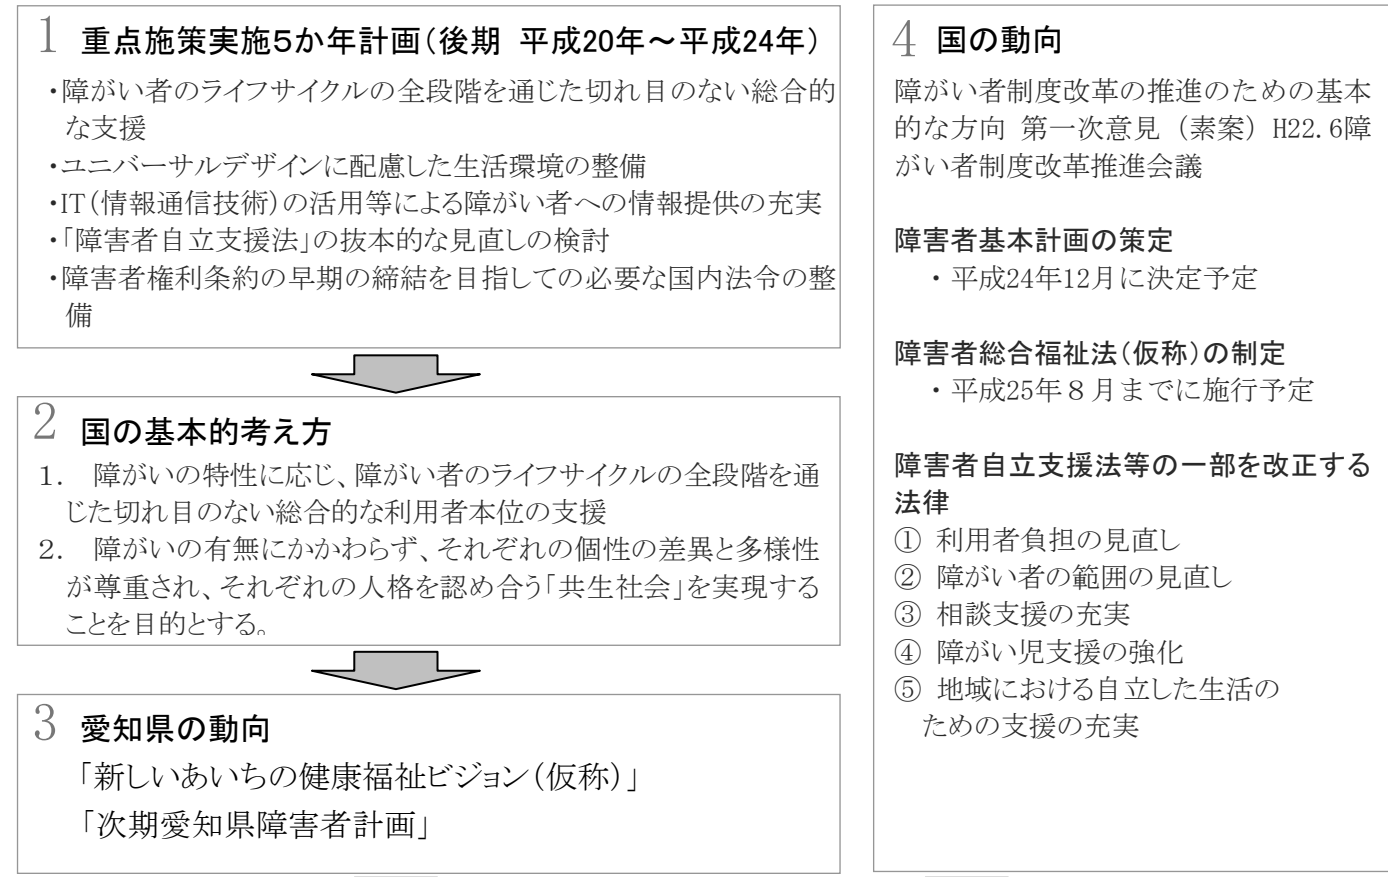 1 重点施策実施5か年計画(後期 平成20年～平成24年)
・障がい者のライフサイクルの全段階を通じた切れ目のない総合的
な支援
・ユニバーサルデザインに配慮した生活環境の整備
・IT(情報通信技術)の活用等による障がい者への情報提供の充実
・「障害者自立支援法」の抜本的な見直しの検討
・障害者権利条約の早期の締結を目指しての必要な国内法令の整
備
2 国の基本的考え方
1. 障がいの特性に応じ、障がい者のライフサイクルの全段階を通
じた切れ目のない総合的な利用者本位の支援
2. 障がいの有無にかかわらず、それぞれの個性の差異と多様性
が尊重され、それぞれの人格を認め合う「共生社会」を実現する
ことを目的とする。
3 愛知県の動向
「新しいあいちの健康福祉ビジョン(仮称)」
「次期愛知県障害者計画」
4 国の動向
障がい者制度改革の推進のための基本
的な方向 第一次意見(素案) H22.6障
がい者制度改革推進会議
障害者基本計画の策定
・平成24年12月に決定予定
障害者総合福祉法(仮称)の制定
・平成25年８月までに施行予定
障害者自立支援法等の一部を改正する
法律
① 利用者負担の見直し
② 障がい者の範囲の見直し
③ 相談支援の充実
④ 障がい児支援の強化
⑤ 地域における自立した生活の
ための支援の充実